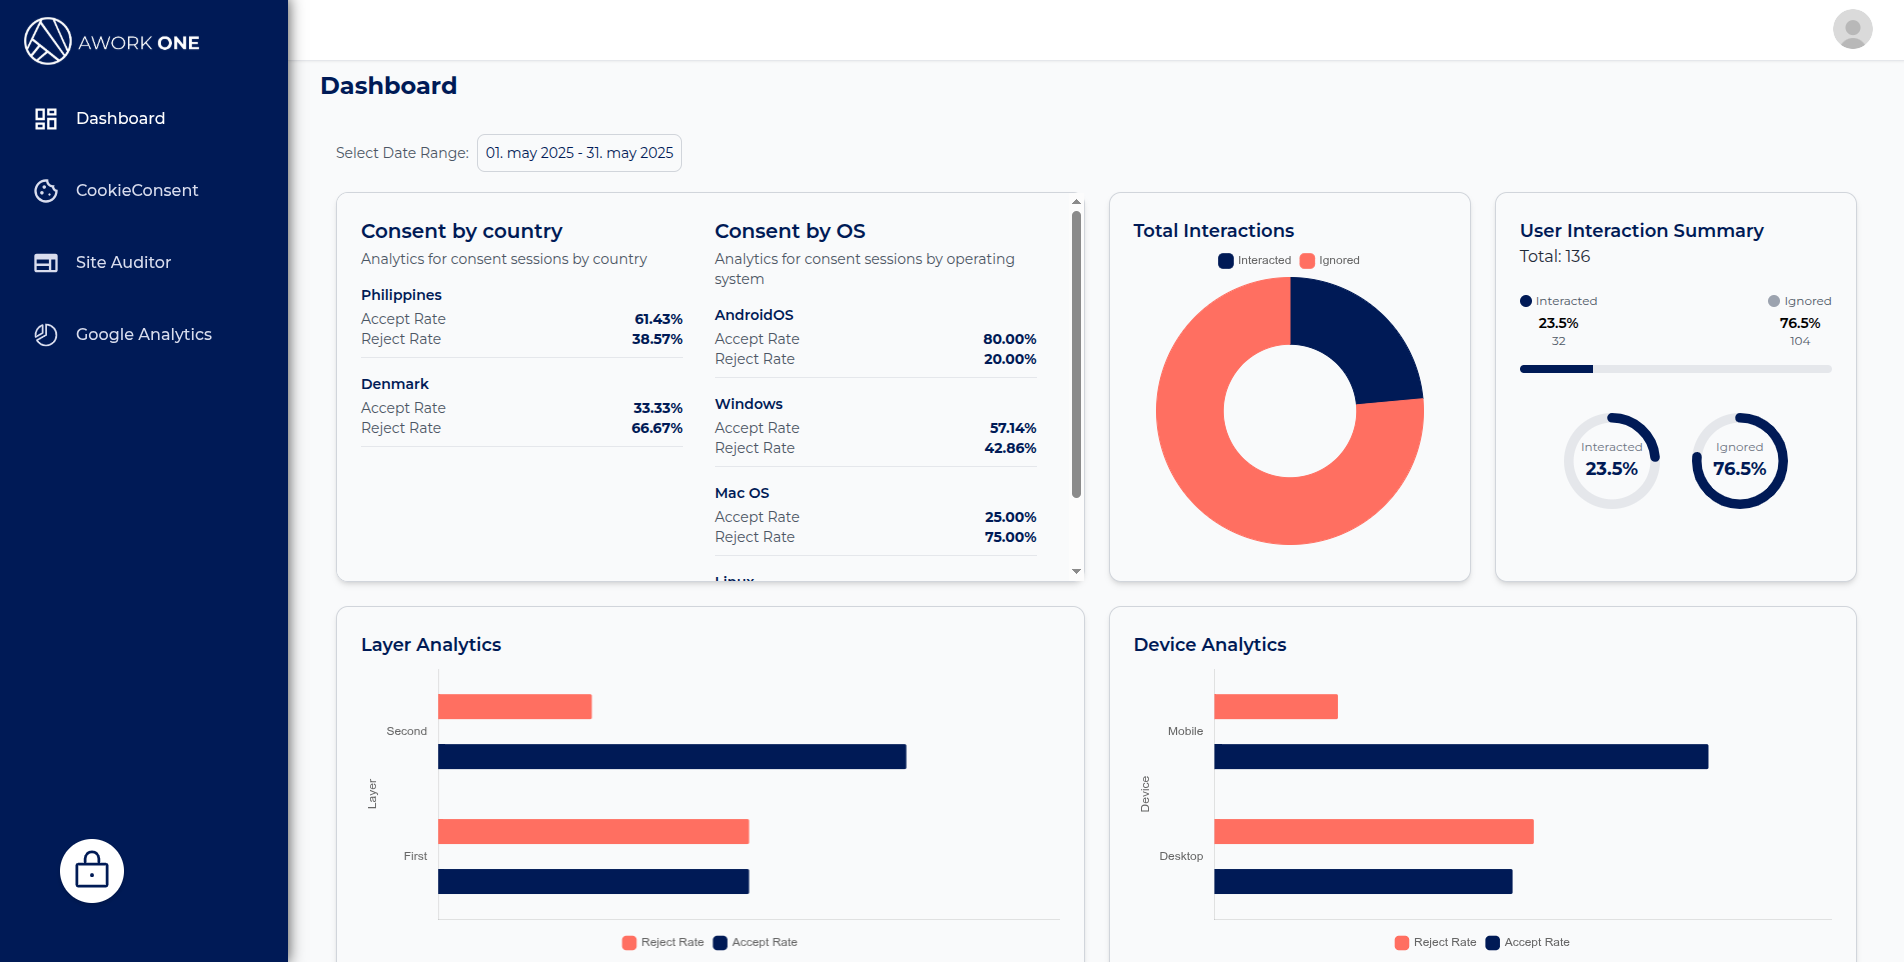 AWORK ONE
Dashboard
CookieConsent
Site Auditor
Google Analytics
Dashboard
Select Date Range: 01. may 2025 - 31. may 2025
Consent by country
Analytics for consent sessions by country
Philippines
Accept Rate 61.43%
Reject Rate 38.57%
Denmark
Accept Rate 33.33%
Reject Rate 66.67%
Consent by OS
Analytics for consent sessions by operating
system
AndroidOS
Accept Rate 80.00%
Reject Rate 20.00%
Windows
Accept Rate 57.14%
Reject Rate 42.86%
Mac OS
Accept Rate 25.00%
Reject Rate 75.00%
Linux
Total Interactions
Interacted Ignored
User Interaction Summary
Total: 136
Interacted Ignored
23.5% 76.5%
32 104
Interacted Ignored
23.5% 76.5%
Layer Analytics
Second
Layer
First
Reject Rate Accept Rate
Device Analytics
Mobile
Device
Desktop
Reject Rate Accept Rate